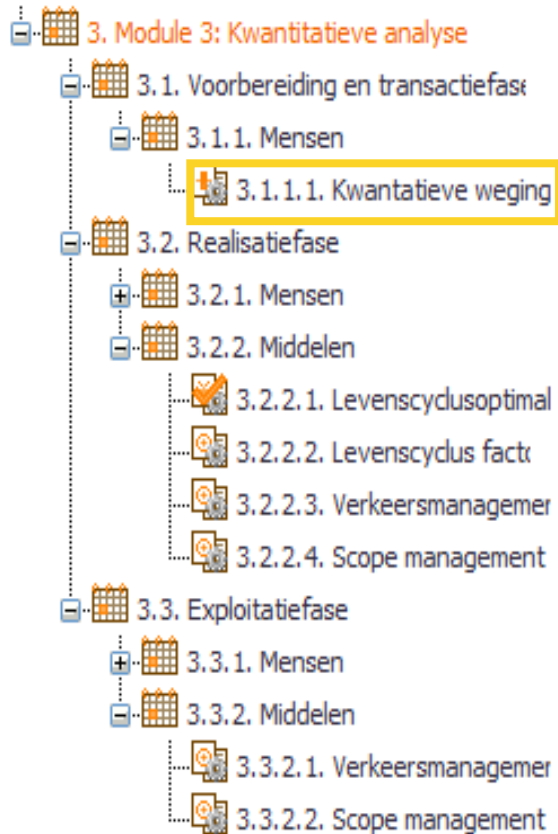 3. Module 3: Kwantitatieve analyse
3.1. Voorbereiding en transactiefase
3.1.1. Mensen
3.1.1.1. Kwantatieve weging
3.2. Realisatiefase
3.2.1. Mensen
3.2.2. Middelen
3.2.2.1. Levenscyclusoptimal
3.2.2.2. Levenscyclus facto
3.2.2.3. Verkeersmanagemer
3.2.2.4. Scope management
3.3. Exploitatiefase
3.3.1. Mensen
3.3.2. Middelen
3.3.2.1. Verkeersmanagemer
3.3.2.2. Scope management